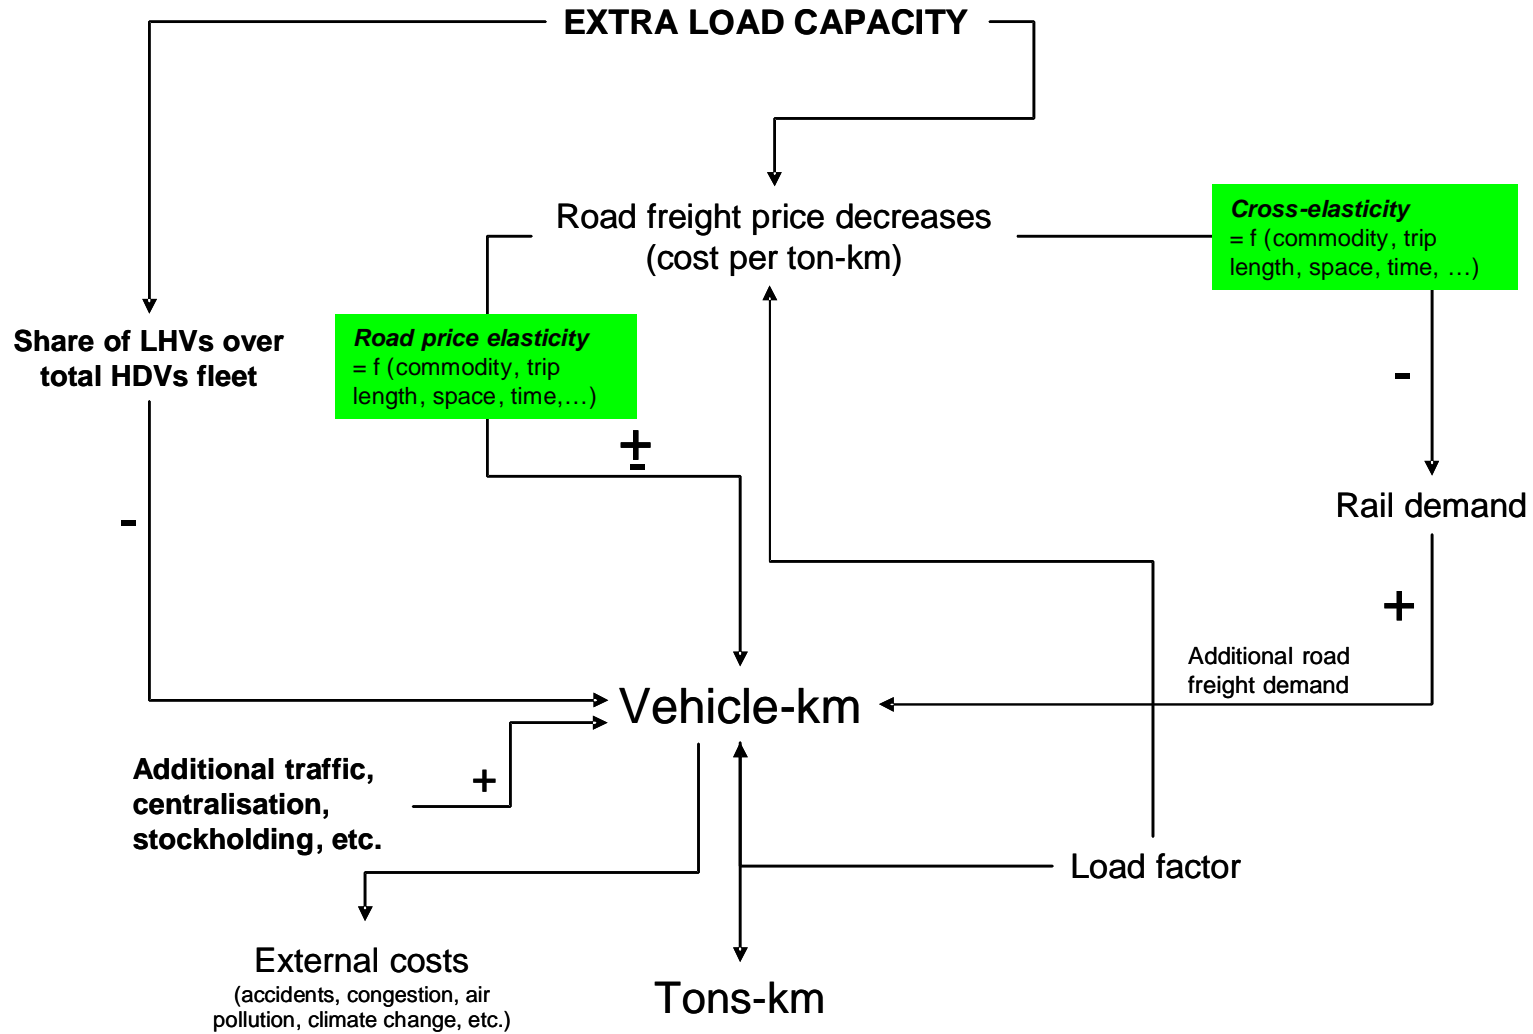 EXTRA LOAD CAPACITY
Road freight price decreases
(cost per ton-km)
Cross-elasticity
= f (commodity, trip
length, space, time, …)
Share of LHVs over
total HDVs fleet
Road price elasticity
= f (commodity, trip
length, space, time,…)
±
-
-
Rail demand
+
Additional road
freight demand
Vehicle-km
Additional traffic,
centralisation,
stockholding, etc.
+
Load factor
External costs
(accidents, congestion, air
pollution, climate change, etc.)
Tons-km